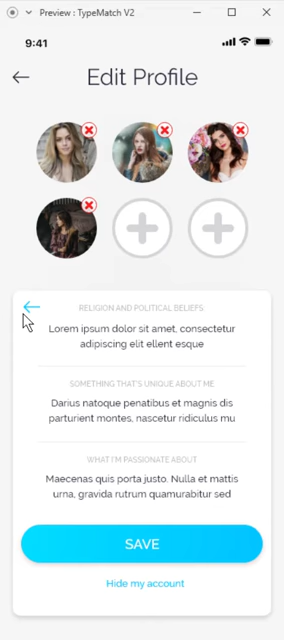 Preview : TypeMatch V2
9:41
Edit Profile
RELIGION AND POLITICAL BELIEFS
Lorem ipsum dolor sit amet, consectetur
adipiscing elit ellent esque
SOMETHING THAT'S UNIQUE ABOUT ME
Darius natoque penatibus et magnis dis
parturient montes, nascetur ridiculus mu
WHAT I'M PASSIONATE ABOUT
Maecenas quis porta justo. Nulla et mattis
urna, gravida rutrum quamurabitur sed
SAVE
Hide my account